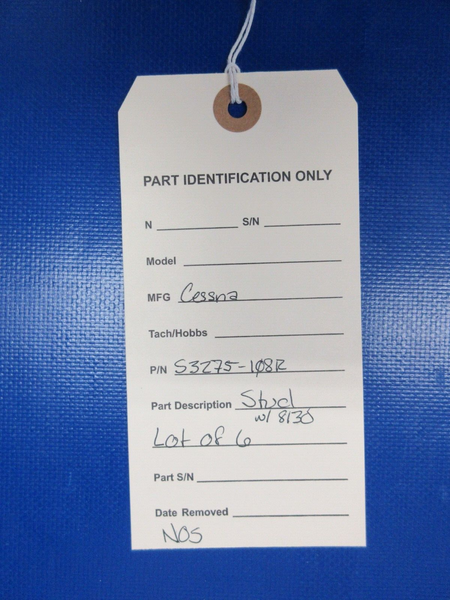 PART IDENTIFICATION ONLY
N S/N
Model
MFG Cessna
Tach/Hobbs
P/N S3275-108R
Part Description Stud
w/ 8130
Lot of 6
Part S/N
Date Removed
NOS